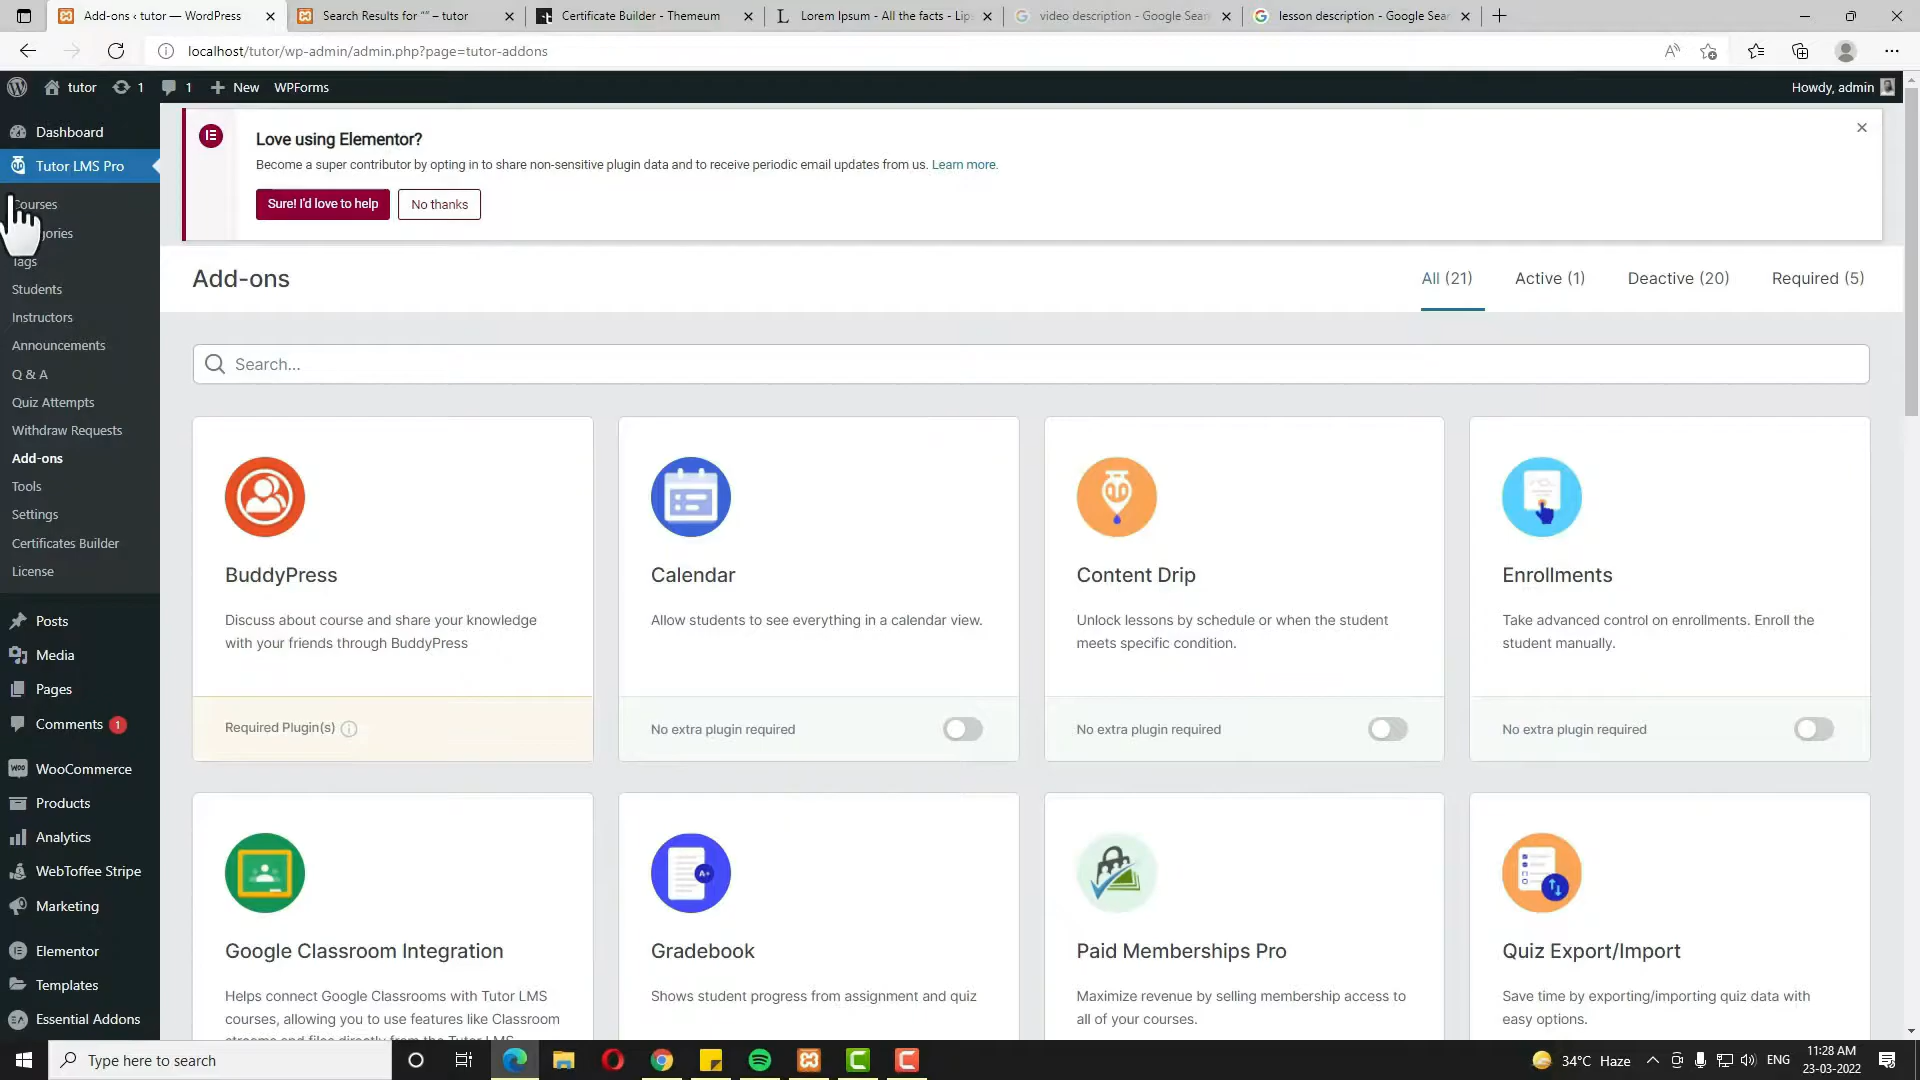 Add-ons ‹ tutor — WordPress
Search Results for “” – tutor
Certificate Builder - Themeum
Lorem Ipsum - All the facts - Lip
video description - Google Sear
lesson description - Google Sea
localhost/tutor/wp-admin/admin.php?page=tutor-addons
tutor
1
1
New
WPForms
Howdy, admin
Dashboard
Tutor LMS Pro
Courses
Tags
Students
Instructors
Announcements
Q & A
Quiz Attempts
Withdraw Requests
Add-ons
Tools
Settings
Certificates Builder
License
Posts
Media
Pages
Comments 1
WooCommerce
Products
Analytics
WebToffee Stripe
Marketing
Elementor
Templates
Essential Addons
Love using Elementor?
Become a super contributor by opting in to share non-sensitive plugin data and to receive periodic email updates from us. Learn more.
Sure! I'd love to help
No thanks
Add-ons
All (21)
Active (1)
Deactive (20)
Required (5)
Search...
BuddyPress
Discuss about course and share your knowledge
with your friends through BuddyPress
Required Plugin(s)
Calendar
Allow students to see everything in a calendar view.
No extra plugin required
Content Drip
Unlock lessons by schedule or when the student
meets specific condition.
No extra plugin required
Enrollments
Take advanced control on enrollments. Enroll the
student manually.
No extra plugin required
Google Classroom Integration
Helps connect Google Classrooms with Tutor LMS
courses, allowing you to use features like Classroom
streams and files directly from the Tutor LMS
Gradebook
Shows student progress from assignment and quiz
Paid Memberships Pro
Maximize revenue by selling membership access to
all of your courses.
Quiz Export/Import
Save time by exporting/importing quiz data with
easy options.
Type here to search
34°C Haze
ENG
11:28 AM
23-03-2022